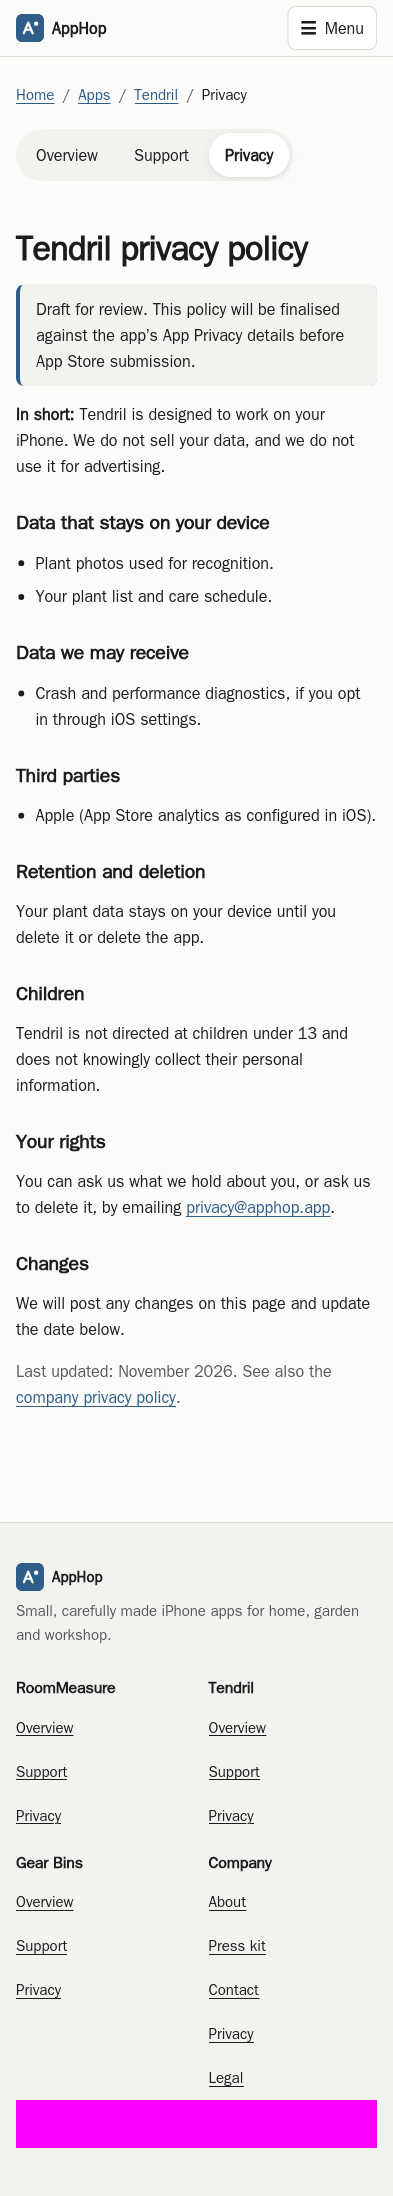 AppHop
Menu
Home / Apps / Tendril / Privacy
Overview Support Privacy
Tendril privacy policy
Draft for review. This policy will be finalised
against the app’s App Privacy details before
App Store submission.
In short: Tendril is designed to work on your
iPhone. We do not sell your data, and we do not
use it for advertising.
Data that stays on your device
• Plant photos used for recognition.
• Your plant list and care schedule.
Data we may receive
• Crash and performance diagnostics, if you opt
in through iOS settings.
Third parties
• Apple (App Store analytics as configured in iOS).
Retention and deletion
Your plant data stays on your device until you
delete it or delete the app.
Children
Tendril is not directed at children under 13 and
does not knowingly collect their personal
information.
Your rights
You can ask us what we hold about you, or ask us
to delete it, by emailing privacy@apphop.app.
Changes
We will post any changes on this page and update
the date below.
Last updated: November 2026. See also the
company privacy policy.
AppHop
Small, carefully made iPhone apps for home, garden
and workshop.
RoomMeasure
Overview
Support
Privacy
Tendril
Overview
Support
Privacy
Gear Bins
Overview
Support
Privacy
Company
About
Press kit
Contact
Privacy
Legal